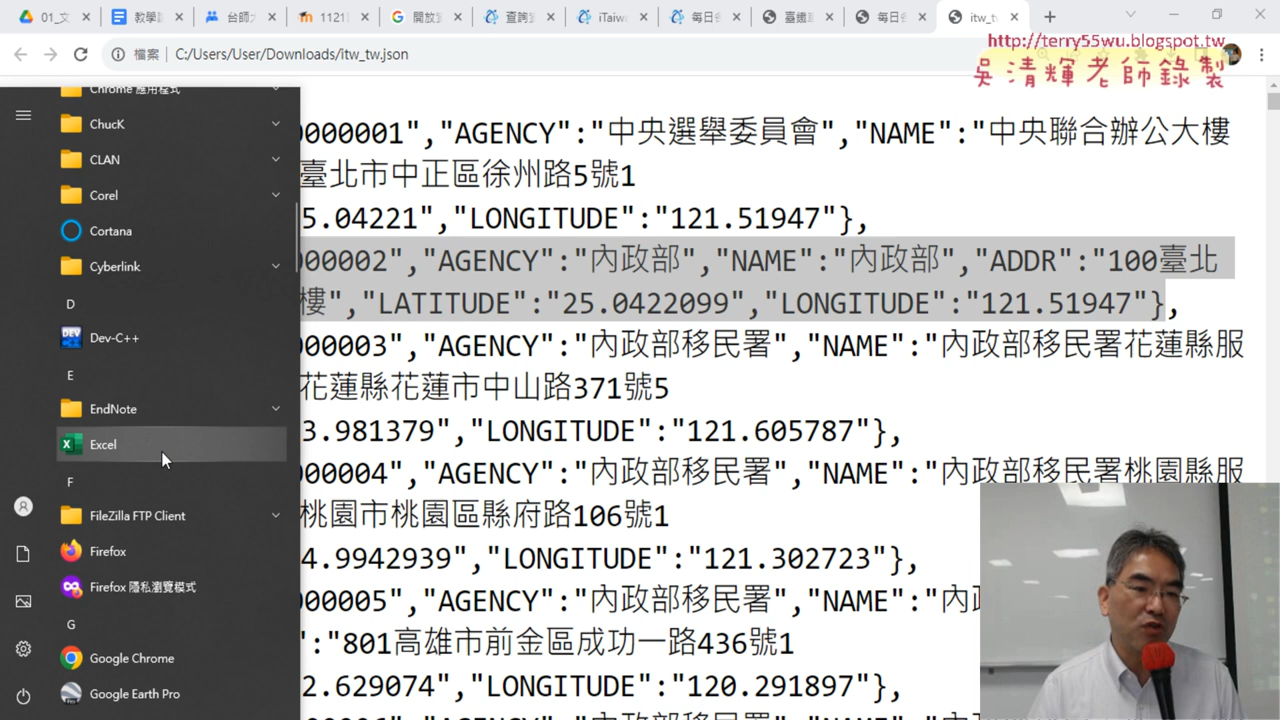 01_文
教學
台師大
1121
開放
查詢
iTaiwa
每日
臺鐵
每日
itw_tv
檔案
C:/Users/User/Downloads/itw_tw.json
http://terry55wu.blogspot.tw
吳清輝老師錄製
Chrome 應用程式
ChucK
CLAN
Corel
Cortana
Cyberlink
D
Dev-C++
E
EndNote
Excel
F
FileZilla FTP Client
Firefox
Firefox 隱私瀏覽模式
G
Google Chrome
Google Earth Pro
0000001","AGENCY":"中央選舉委員會","NAME":"中央聯合辦公大樓
臺北市中正區徐州路5號1
5.04221","LONGITUDE":"121.51947"},
000002","AGENCY":"內政部","NAME":"內政部","ADDR":"100臺北
樓","LATITUDE":"25.0422099","LONGITUDE":"121.51947"},
000003","AGENCY":"內政部移民署","NAME":"內政部移民署花蓮縣服
花蓮縣花蓮市中山路371號5
3.981379","LONGITUDE":"121.605787"},
000004","AGENCY":"內政部移民署","NAME":"內政部移民署桃園縣服
桃園市桃園區縣府路106號1
4.9942939","LONGITUDE":"121.302723"},
000005","AGENCY":"內政部移民署","NAME":"內
":"801高雄市前金區成功一路436號1
2.629074","LONGITUDE":"120.291897"},